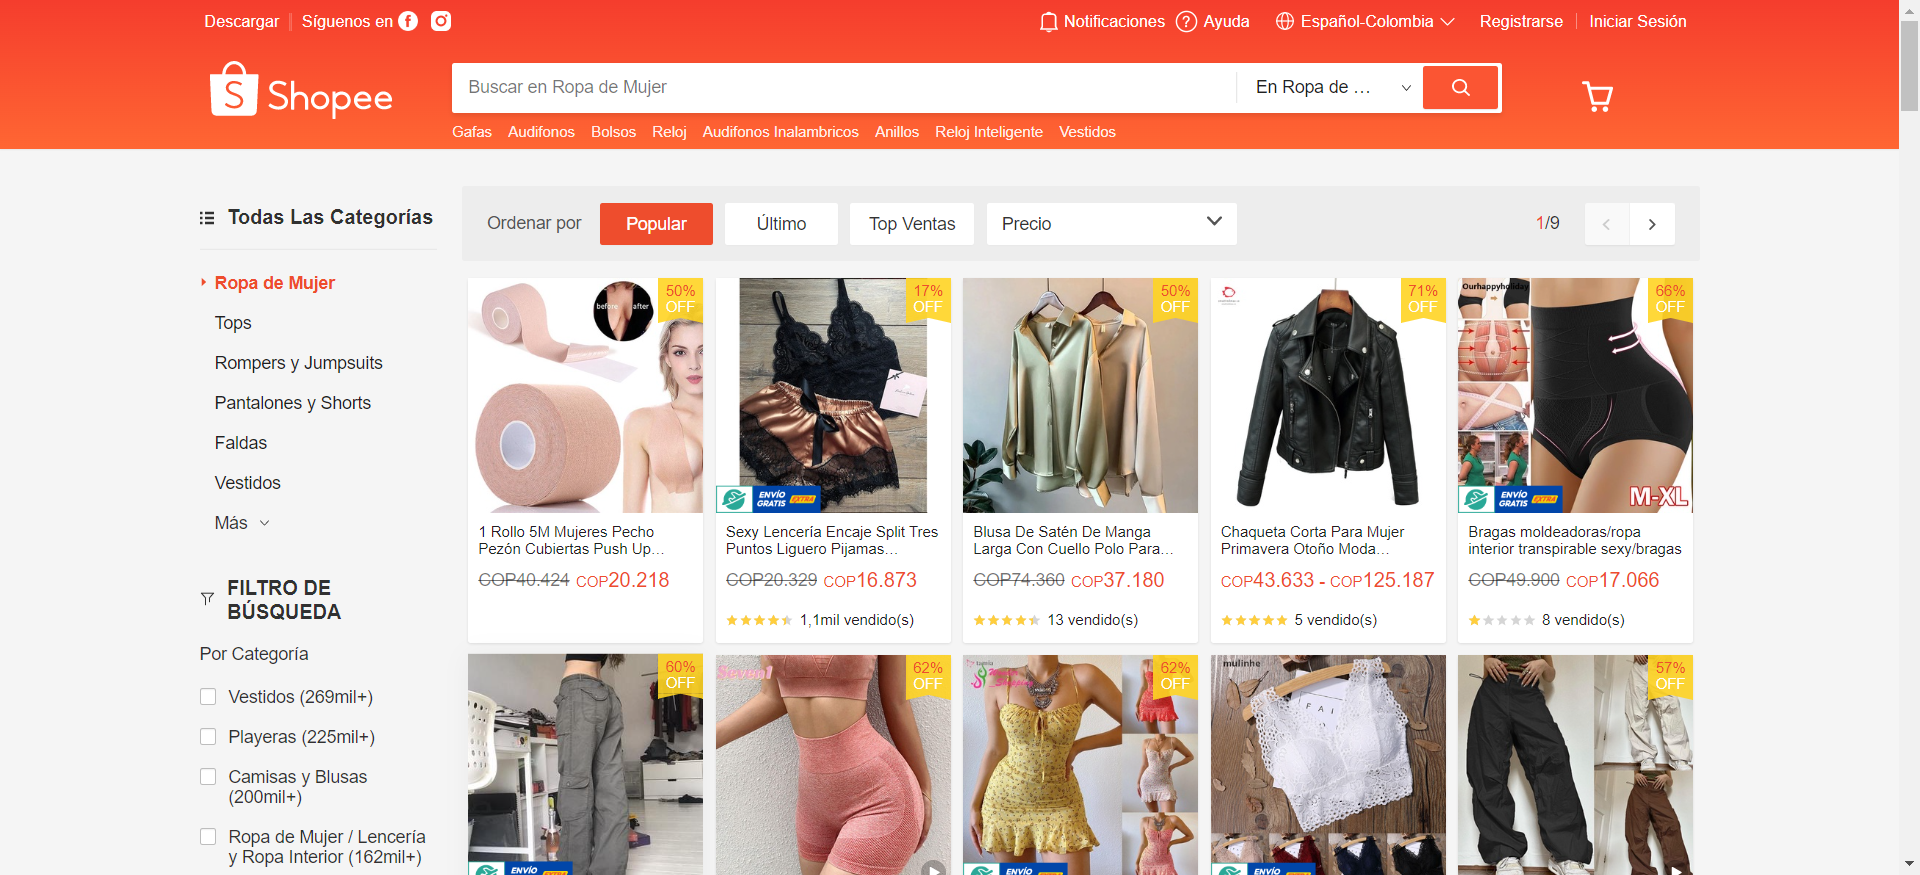 Descargar
Síguenos en
Notificaciones
Ayuda
Español-Colombia
Registrarse
Iniciar Sesión
Shopee
Buscar en Ropa de Mujer
En Ropa de ...
Gafas Audifonos Bolsos Reloj Audifonos Inalambricos Anillos Reloj Inteligente Vestidos
Todas Las Categorías
Ropa de Mujer
Tops
Rompers y Jumpsuits
Pantalones y Shorts
Faldas
Vestidos
Más
FILTRO DE
BÚSQUEDA
Por Categoría
Vestidos (269mil+)
Playeras (225mil+)
Camisas y Blusas
(200mil+)
Ropa de Mujer / Lencería
y Ropa Interior (162mil+)
Ordenar por
Popular
Último
Top Ventas
Precio
1/9
before after
50%
OFF
1 Rollo 5M Mujeres Pecho
Pezón Cubiertas Push Up...
COP40.424 COP20.218
17%
OFF
ENVÍO
GRATIS EXTRA
Sexy Lencería Encaje Split Tres
Puntos Liguero Pijamas...
COP20.329 COP16.873
1,1mil vendido(s)
50%
OFF
Blusa De Satén De Manga
Larga Con Cuello Polo Para...
COP74.360 COP37.180
13 vendido(s)
71%
OFF
Chaqueta Corta Para Mujer
Primavera Otoño Moda...
COP43.633 - COP125.187
5 vendido(s)
Ourhappyholiday
66%
OFF
ENVÍO
GRATIS EXTRA
M-XL
Bragas moldeadoras/ropa
interior transpirable sexy/bragas
COP49.900 COP17.066
8 vendido(s)
60%
OFF
ENVÍO
Seven1
62%
OFF
62%
OFF
ENVÍO
mulinhe
ENVÍO
57%
OFF